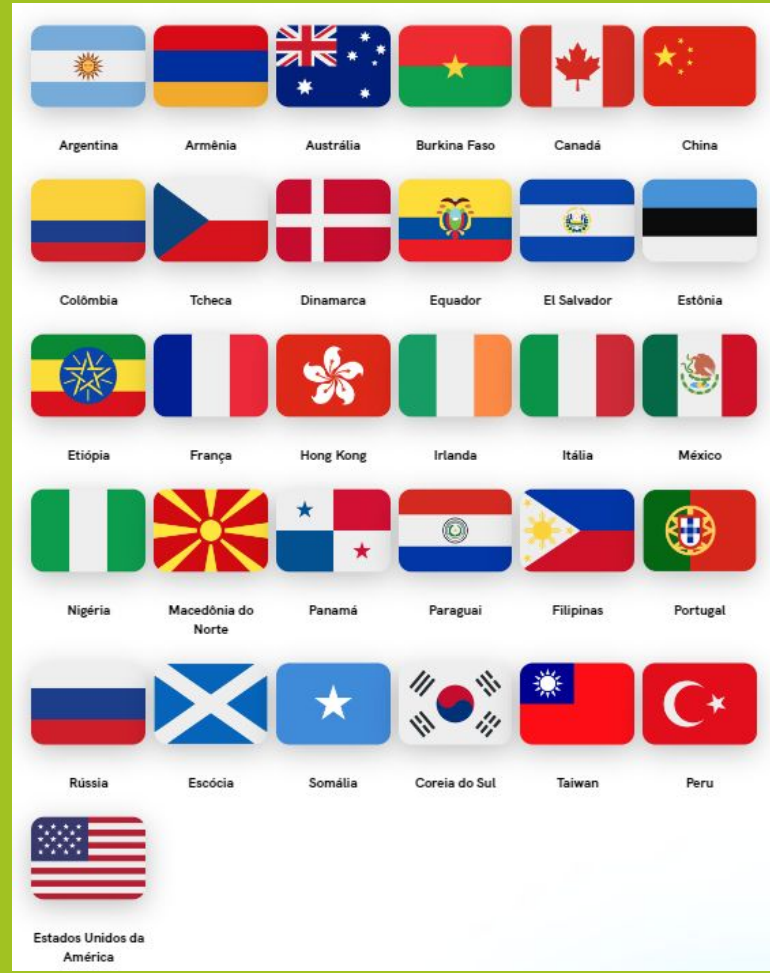 Argentina
Armênia
Austrália
Burkina Faso
Canadá
China
Colômbia
Tcheca
Dinamarca
Equador
El Salvador
Estônia
Etiópia
França
Hong Kong
Irlanda
Itália
México
Nigéria
Macedônia do
Norte
Panamá
Paraguai
Filipinas
Portugal
Rússia
Escócia
Somália
Coreia do Sul
Taiwan
Peru
Estados Unidos da
América